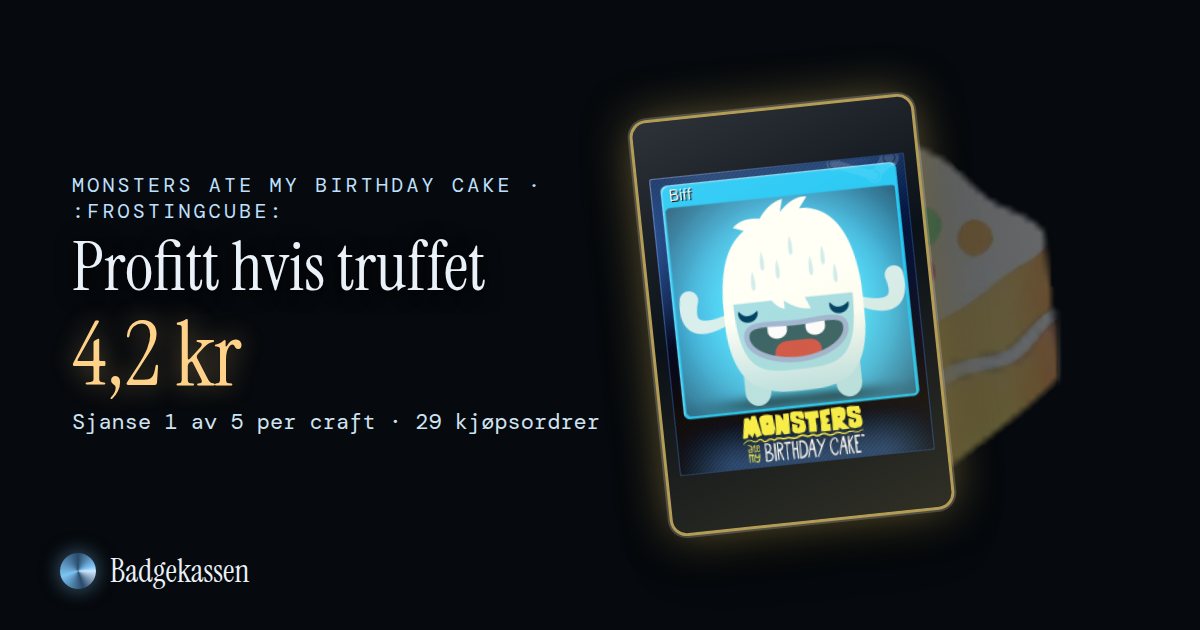 MONSTERS ATE MY BIRTHDAY CAKE ·
:FROSTINGCUBE:
Profitt hvis truffet
4,2 kr
Sjanse 1 av 5 per craft · 29 kjøpsordrer
Biff
MONSTERS
ate my BIRTHDAY CAKE
Badgekassen